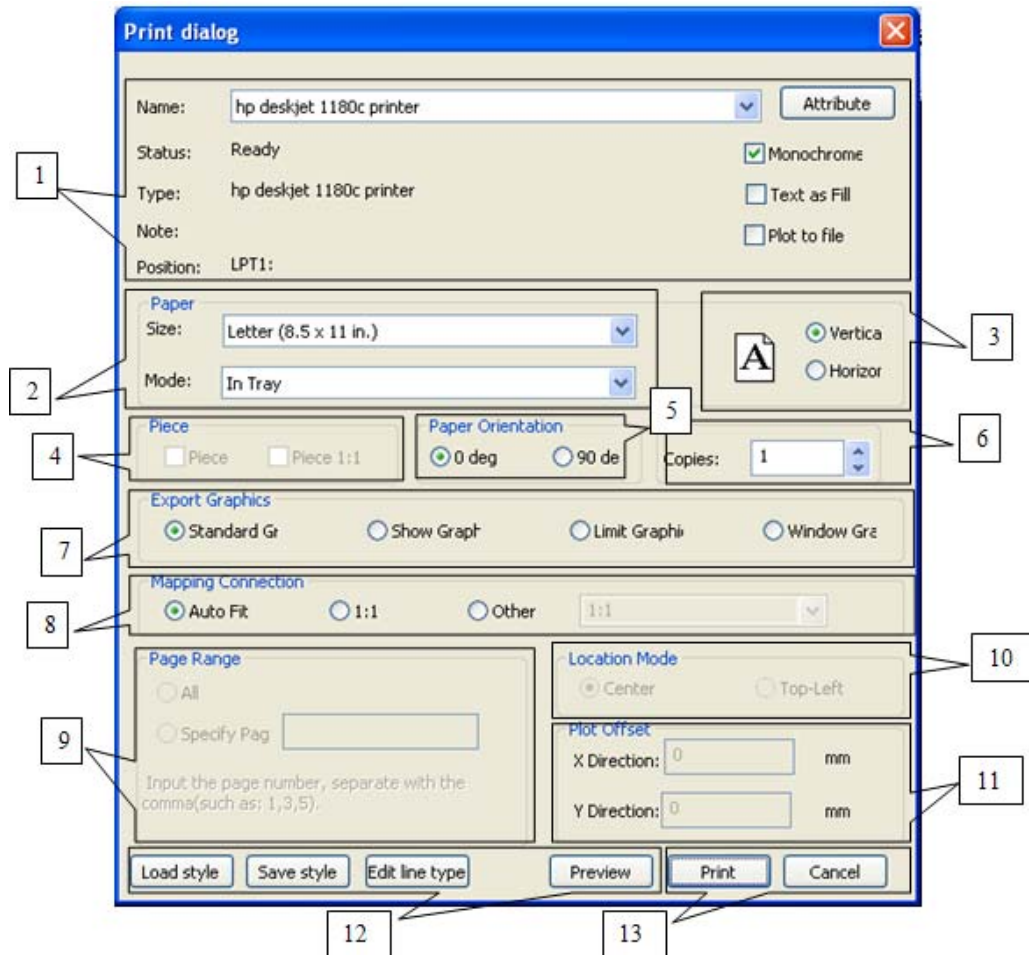 Print dialog
Name: hp deskjet 1180c printer Attribute
Status: Ready Monochrome
1
Type: hp deskjet 1180c printer Text as Fill
Note: Plot to file
Position: LPT1:
Paper
Size: Letter (8.5 x 11 in.) Vertica
3
A
Horizor
2
Mode: In Tray
5
Piece Paper Orientation
4
Piece Piece 1:1 0 deg 90 de Copies: 1
6
Export Graphics
Standard Gr Show Graph Limit Graphi Window Gra
7
Mapping Connection
Auto Fit 1:1 Other 1:1
8
Page Range Location Mode
10
All Center Top-Left
Specify Pag
9
Plot Offset
X Direction: 0 mm
Input the page number, separate with the
comma(such as: 1,3,5).
11
Y Direction: 0 mm
Load style Save style Edit line type Preview Print Cancel
12 13